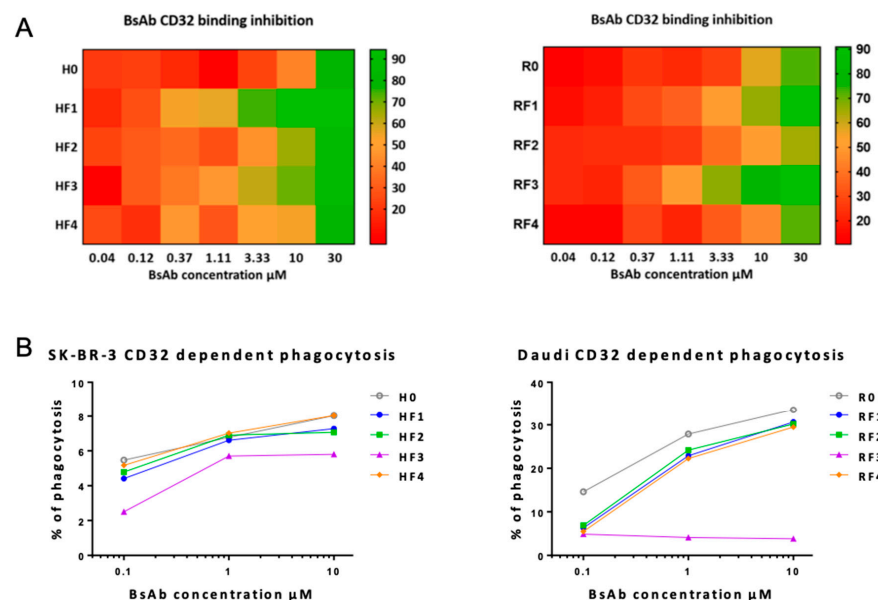 A
BsAb CD32 binding inhibition
H0
HF1
HF2
HF3
HF4
0.04 0.12 0.37 1.11 3.33 10 30
BsAb concentration µM
90
80
70
60
50
40
30
20
BsAb CD32 binding inhibition
R0
RF1
RF2
RF3
RF4
0.04 0.12 0.37 1.11 3.33 10 30
BsAb concentration µM
90
80
70
60
50
40
30
20
B
SK-BR-3 CD32 dependent phagocytosis
% of phagocytosis
10
8
6
4
2
0
0.1 1 10
BsAb concentration µM
H0
HF1
HF2
HF3
HF4
Daudi CD32 dependent phagocytosis
% of phagocytosis
40
30
20
10
0
0.1 1 10
BsAb concentration µM
R0
RF1
RF2
RF3
RF4